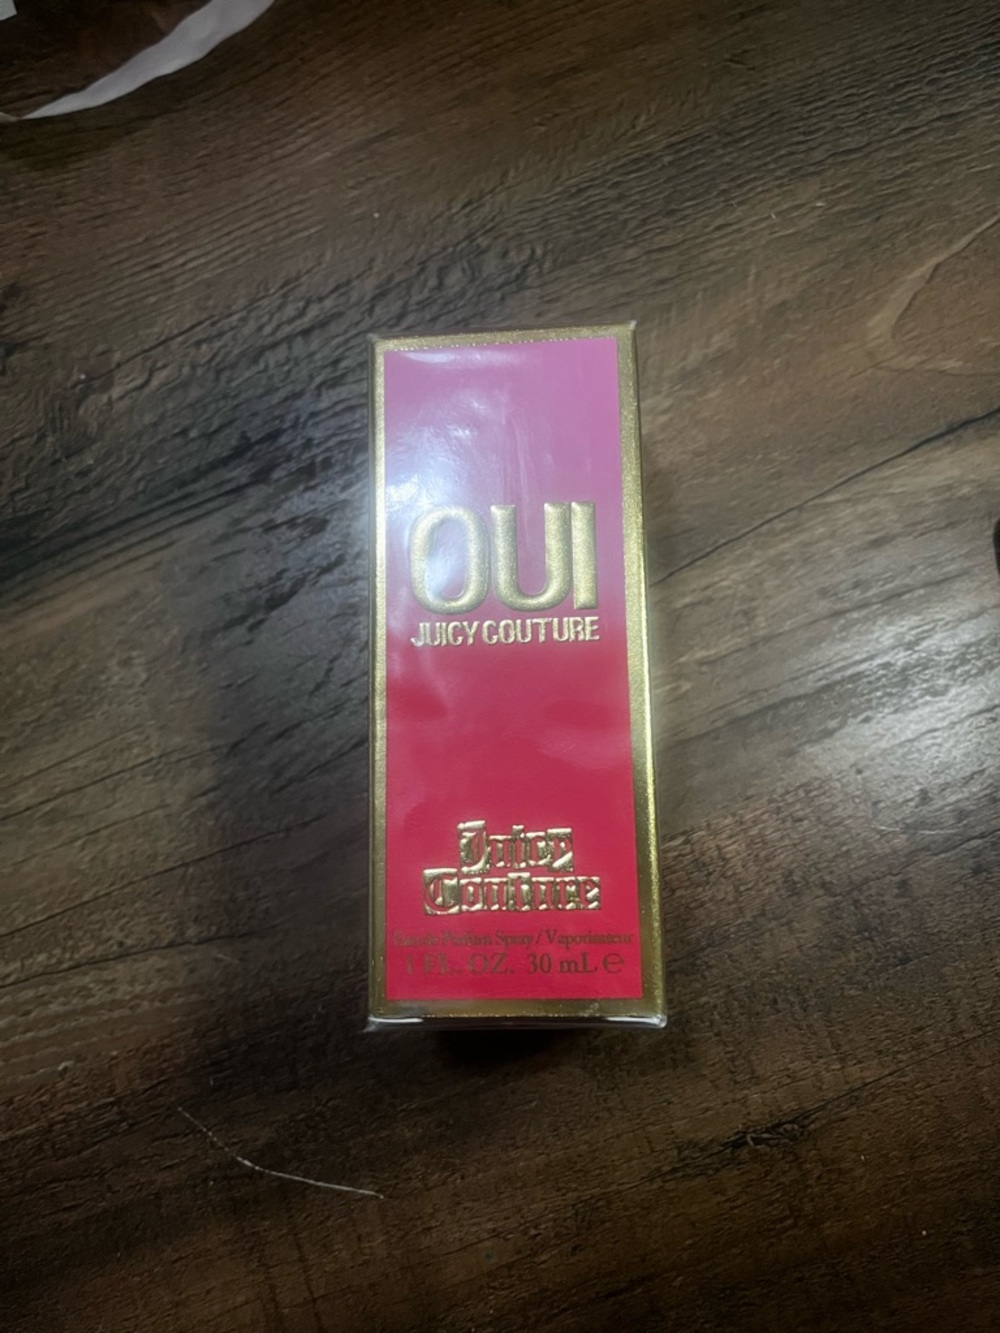 OUI
JUICY COUTURE
Juicy
Couture
Eau de Parfum Spray / Vaporisateur
1 FL. OZ. 30 mL ℮